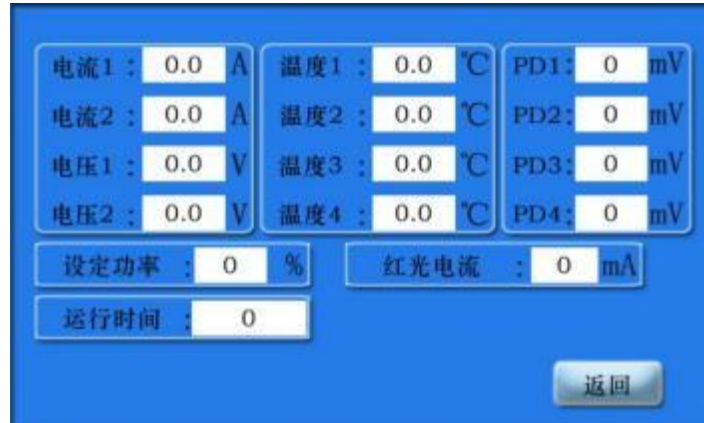 电流1： 0.0 A 温度1： 0.0 ℃ PD1： 0 mV
电流2： 0.0 A 温度2： 0.0 ℃ PD2： 0 mV
电压1： 0.0 V 温度3： 0.0 ℃ PD3： 0 mV
电压2： 0.0 V 温度4： 0.0 ℃ PD4： 0 mV
设定功率： 0 % 红光电流： 0 mA
运行时间： 0
返回